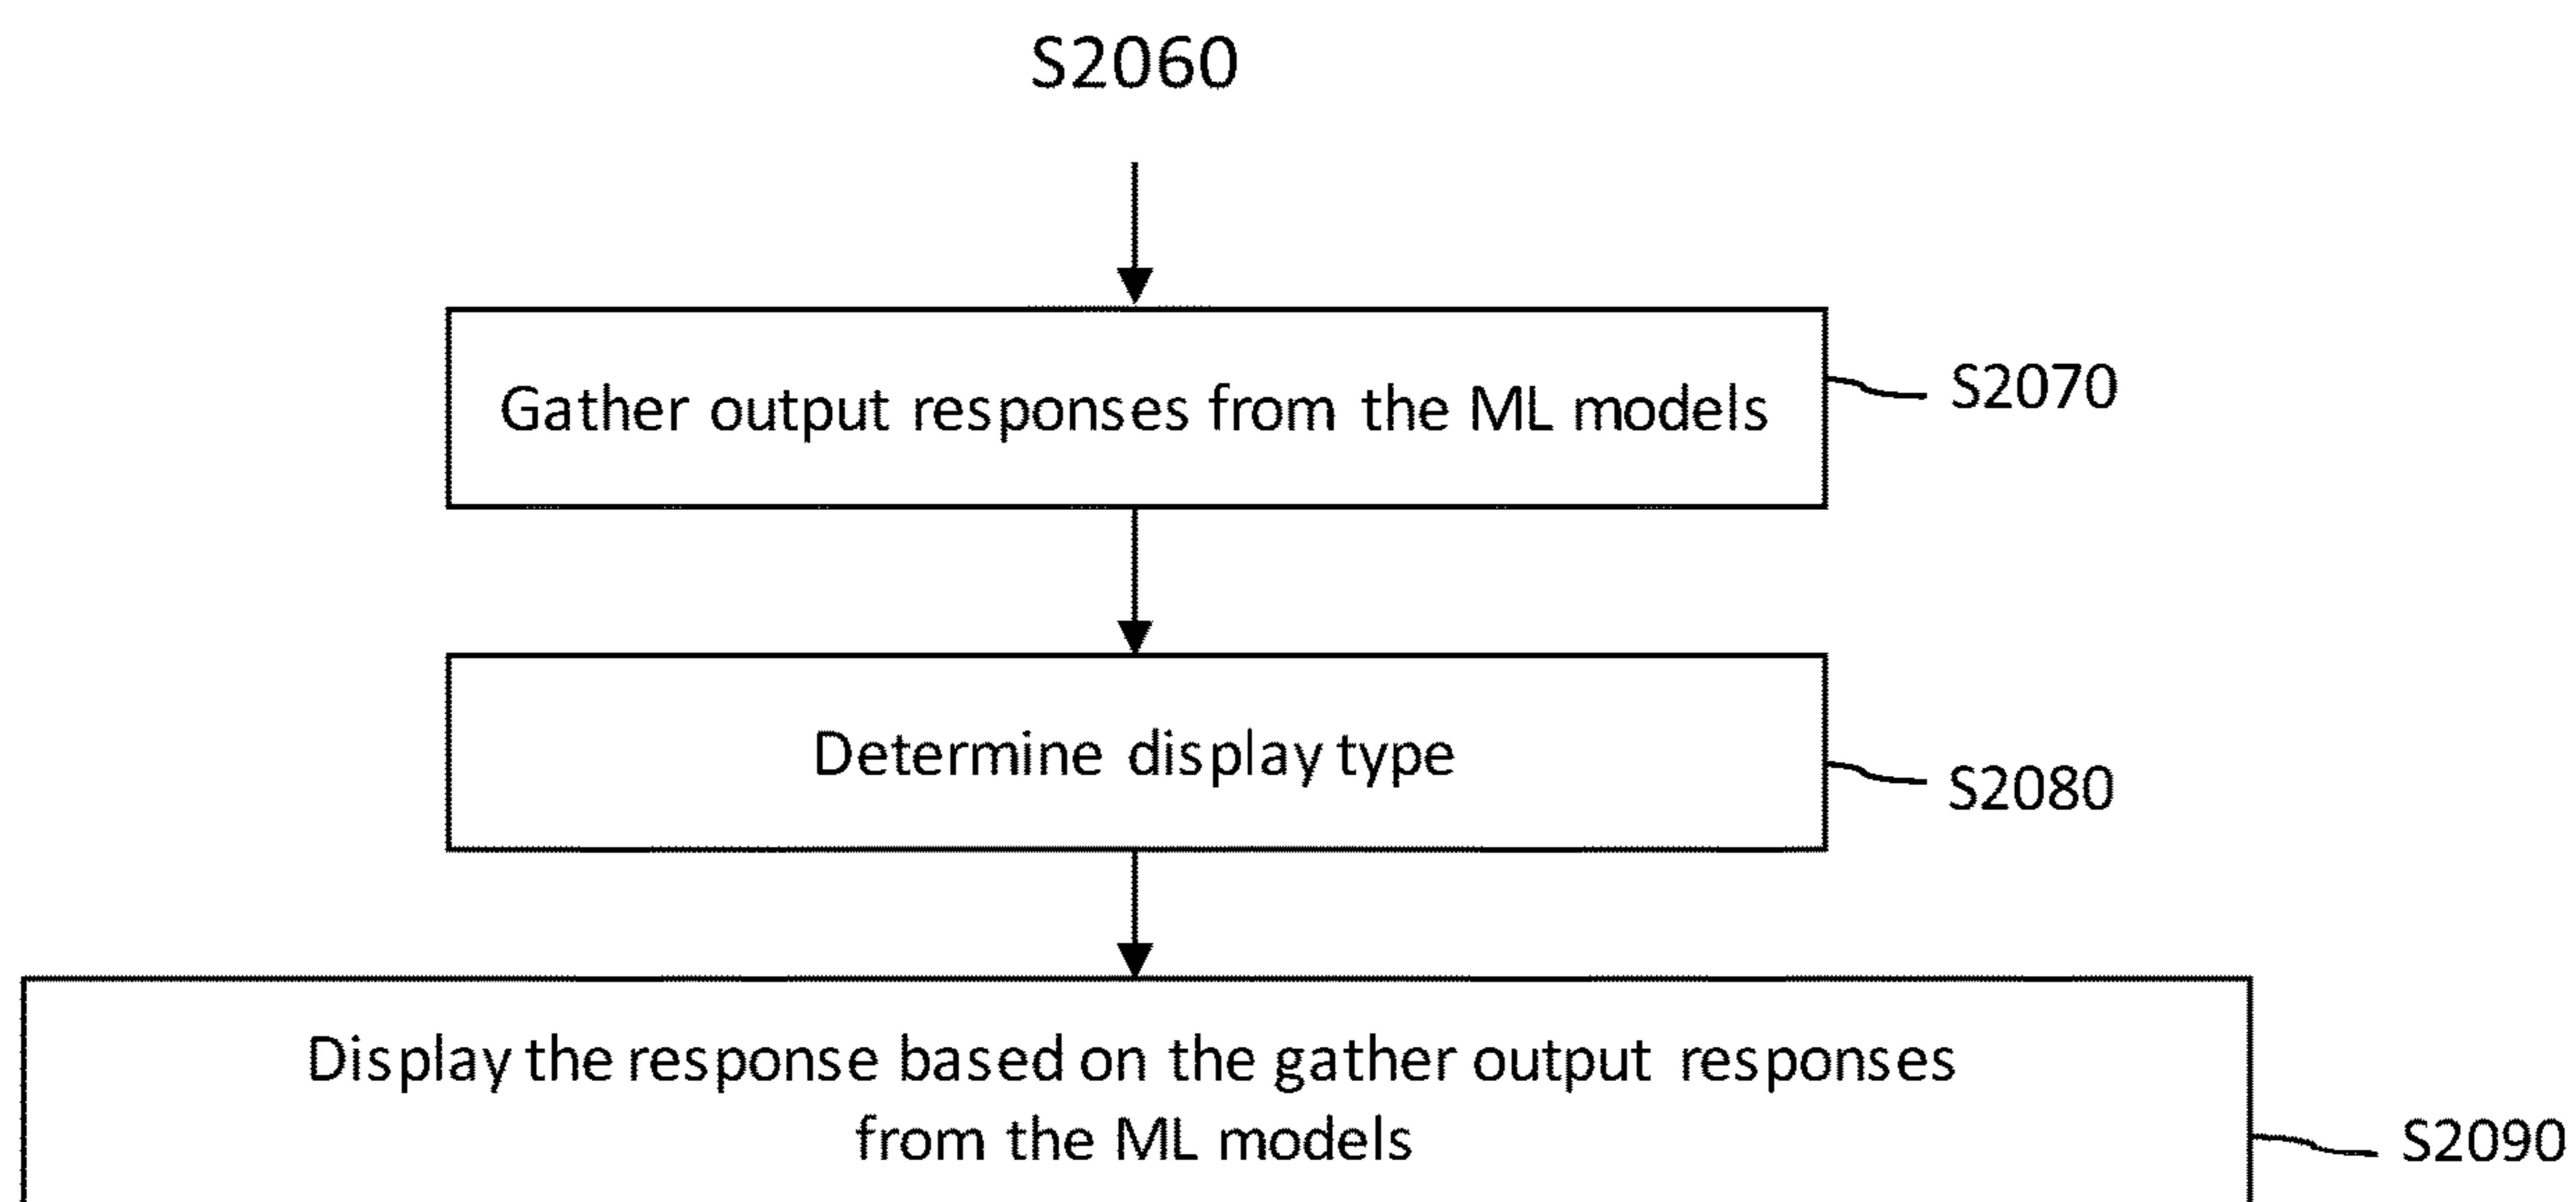 S2060
Gather output responses from the ML models
S2070
Determine display type
S2080
Display the response based on the gather output responses
from the ML models
S2090